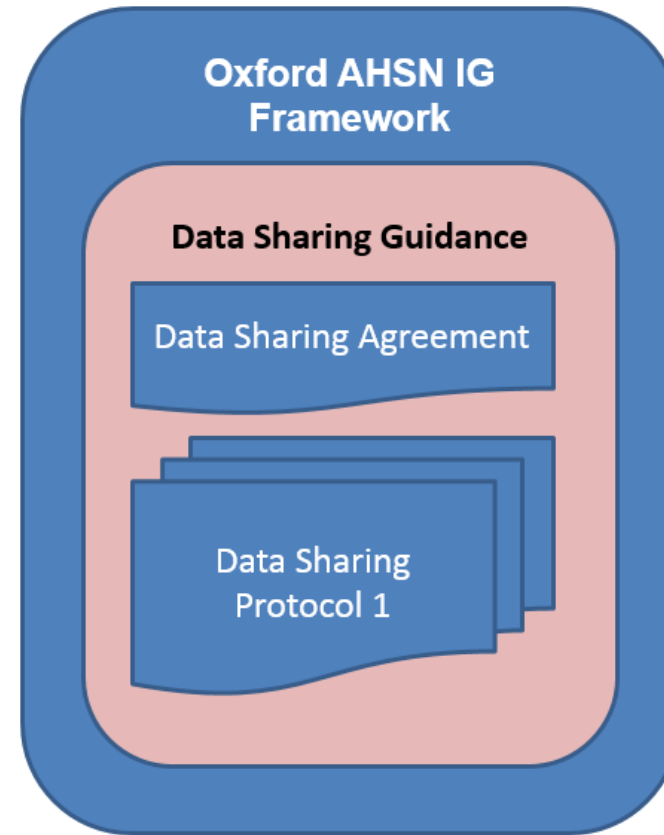 Oxford AHSN IG
Framework
Data Sharing Guidance
Data Sharing Agreement
Data Sharing
Protocol 1